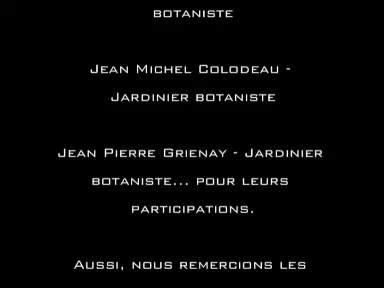 BOTANISTE
JEAN MICHEL COLODEAU -
JARDINIER BOTANISTE
JEAN PIERRE GRIENAY - JARDINIER
BOTANISTE... POUR LEURS
PARTICIPATIONS.
AUSSI, NOUS REMERCIONS LES